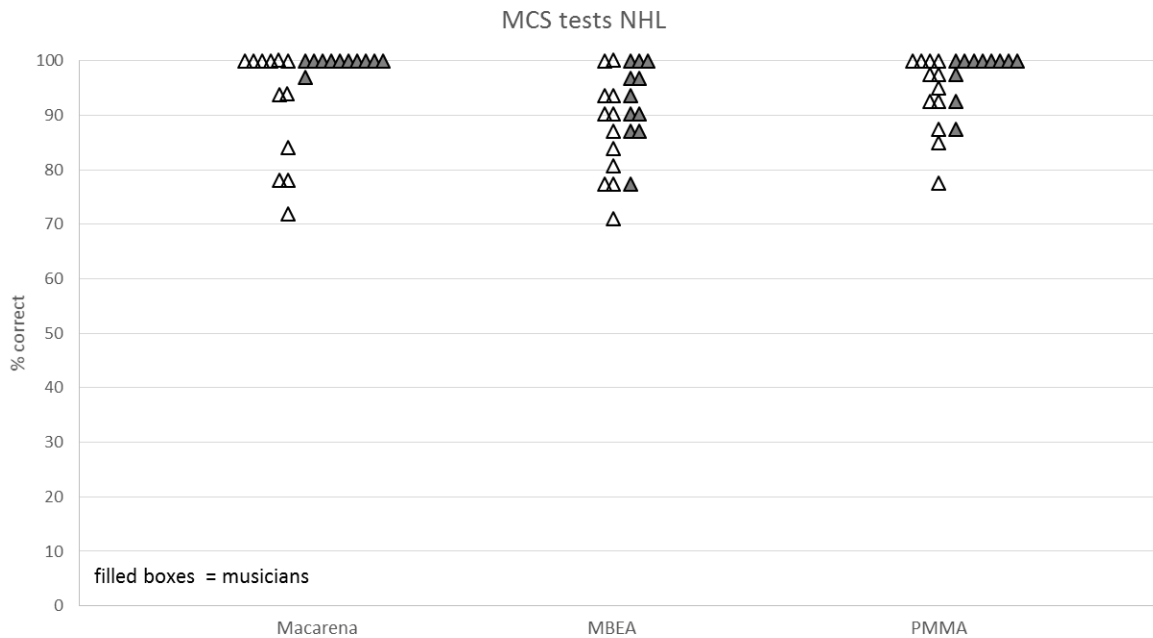 MCS tests NHL
100
90
80
70
60
50
40
30
20
10
0
% correct
filled boxes  = musicians
Macarena
MBEA
PMMA